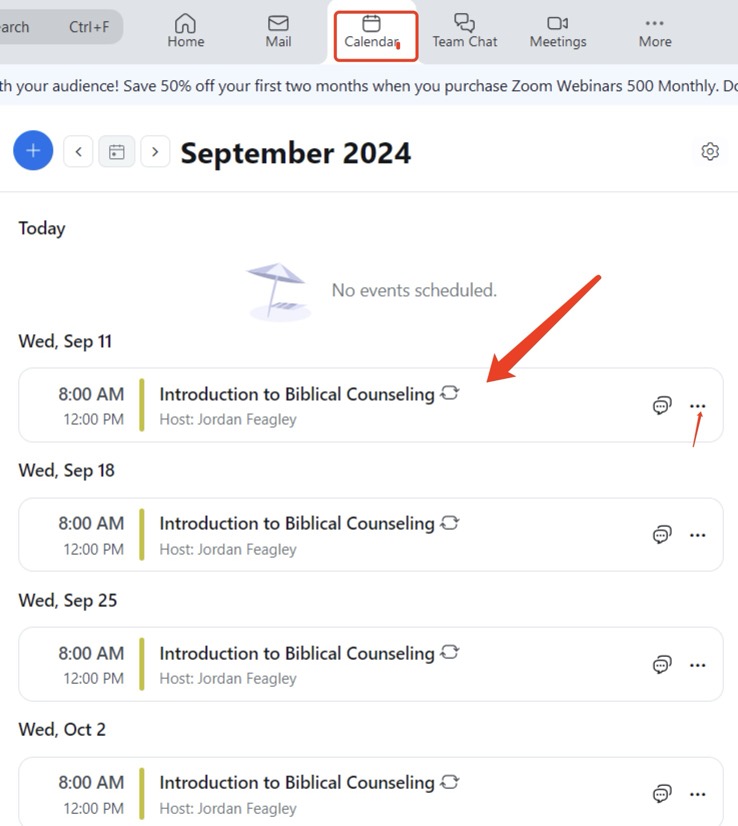 earch Ctrl+F
Home Mail Calendar Team Chat Meetings More
th your audience! Save 50% off your first two months when you purchase Zoom Webinars 500 Monthly.
September 2024
Today
No events scheduled.
Wed, Sep 11
8:00 AM Introduction to Biblical Counseling
12:00 PM Host: Jordan Feagley
Wed, Sep 18
8:00 AM Introduction to Biblical Counseling
12:00 PM Host: Jordan Feagley
Wed, Sep 25
8:00 AM Introduction to Biblical Counseling
12:00 PM Host: Jordan Feagley
Wed, Oct 2
8:00 AM Introduction to Biblical Counseling
12:00 PM Host: Jordan Feagley